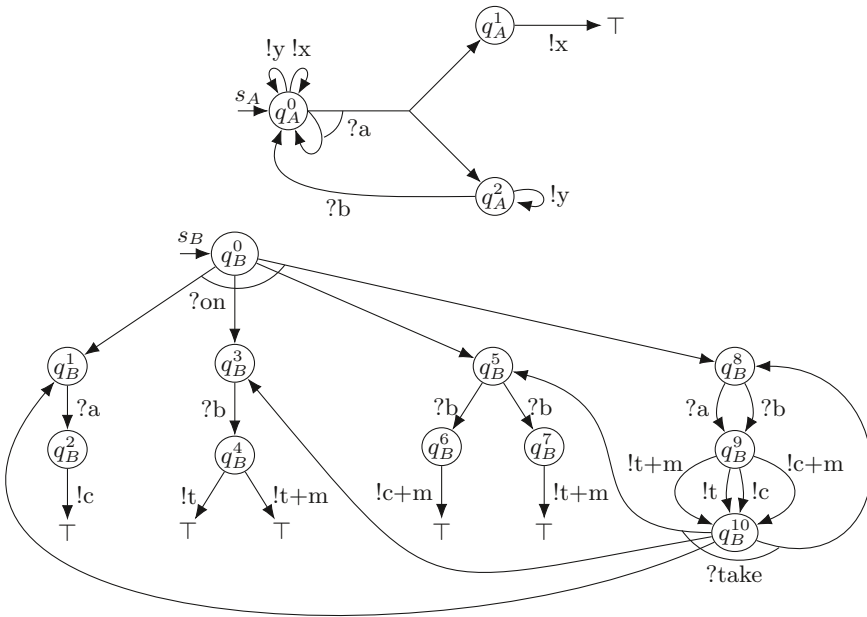 q_A^1
!x ⊤
!y !x
s_A
q_A^0
?a
q_A^2 !y
?b
s_B
q_B^0
?on
q_B^1 q_B^3 q_B^5 q_B^8
?a ?b ?b ?b ?a ?b
q_B^2 q_B^4 q_B^6 q_B^7 q_B^9
!c !t !t+m !c+m !t+m !t+m !t !c !c+m
⊤ ⊤ ⊤ ⊤ ⊤ q_B^10
?take